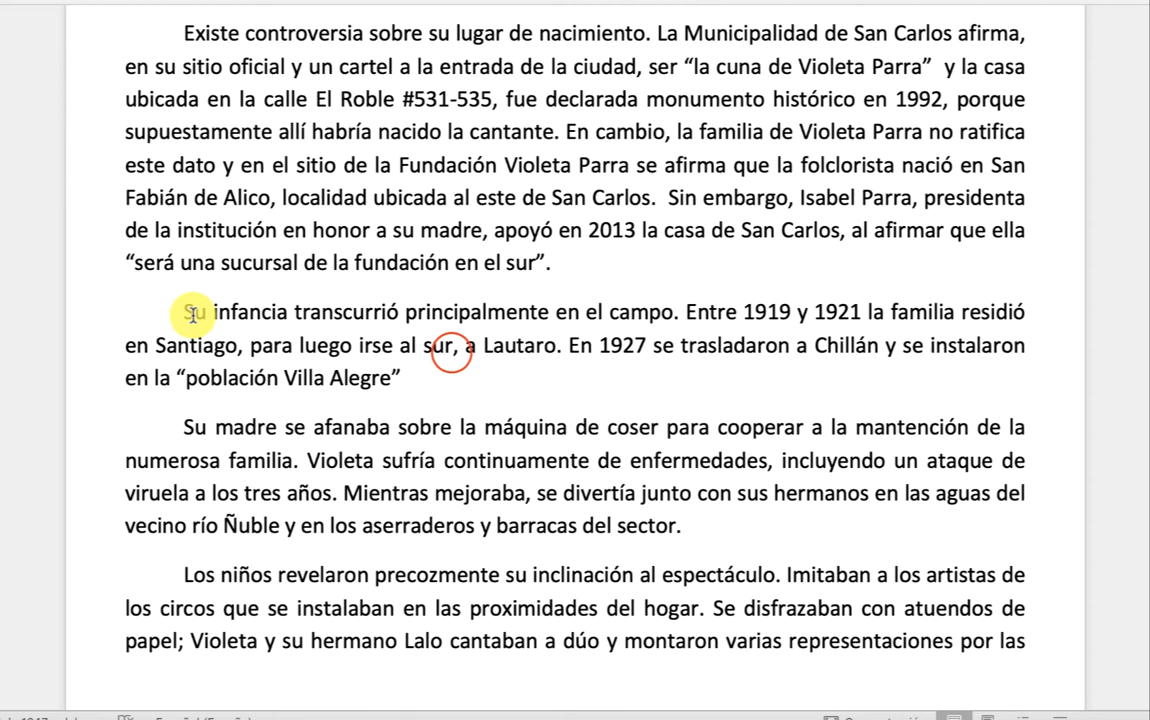 Existe controversia sobre su lugar de nacimiento. La Municipalidad de San Carlos afirma,
en su sitio oficial y un cartel a la entrada de la ciudad, ser “la cuna de Violeta Parra”  y la casa
ubicada en la calle El Roble #531-535, fue declarada monumento histórico en 1992, porque
supuestamente allí habría nacido la cantante. En cambio, la familia de Violeta Parra no ratifica
este dato y en el sitio de la Fundación Violeta Parra se afirma que la folclorista nació en San
Fabián de Alico, localidad ubicada al este de San Carlos.  Sin embargo, Isabel Parra, presidenta
de la institución en honor a su madre, apoyó en 2013 la casa de San Carlos, al afirmar que ella
“será una sucursal de la fundación en el sur”.
Su infancia transcurrió principalmente en el campo. Entre 1919 y 1921 la familia residió
en Santiago, para luego irse al sur, a Lautaro. En 1927 se trasladaron a Chillán y se instalaron
en la “población Villa Alegre”
Su madre se afanaba sobre la máquina de coser para cooperar a la mantención de la
numerosa familia. Violeta sufría continuamente de enfermedades, incluyendo un ataque de
viruela a los tres años. Mientras mejoraba, se divertía junto con sus hermanos en las aguas del
vecino río Ñuble y en los aserraderos y barracas del sector.
Los niños revelaron precozmente su inclinación al espectáculo. Imitaban a los artistas de
los circos que se instalaban en las proximidades del hogar. Se disfrazaban con atuendos de
papel; Violeta y su hermano Lalo cantaban a dúo y montaron varias representaciones por las